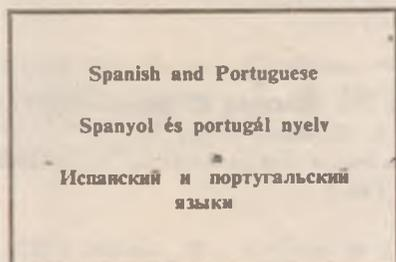 Spanish and Portuguese
Spanyol és portugál nyelv
Испанский и португальский
языки